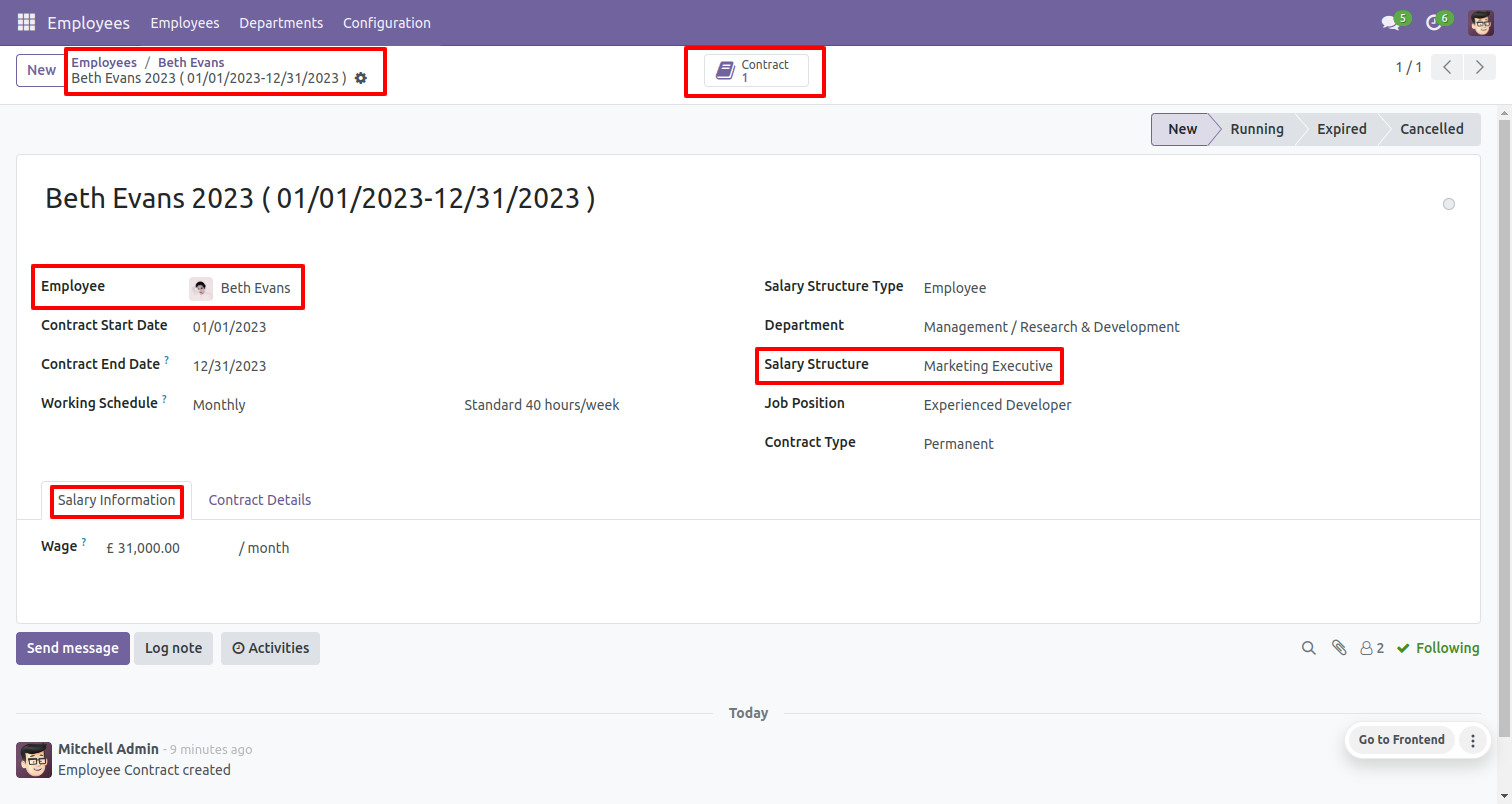 Employees Employees Departments Configuration 5 6
New Employees / Beth Evans Contract 1 / 1
Beth Evans 2023 ( 01/01/2023-12/31/2023 ) 1
New Running Expired Cancelled
Beth Evans 2023 ( 01/01/2023-12/31/2023 )
Employee Beth Evans Salary Structure Type Employee
Contract Start Date 01/01/2023 Department Management / Research & Development
Contract End Date ? 12/31/2023 Salary Structure Marketing Executive
Working Schedule ? Monthly Standard 40 hours/week Job Position Experienced Developer
Contract Type Permanent
Salary Information Contract Details
Wage ? £ 31,000.00 / month
Send message Log note Activities 2 Following
Today
Mitchell Admin - 9 minutes ago
Employee Contract created
Go to Frontend